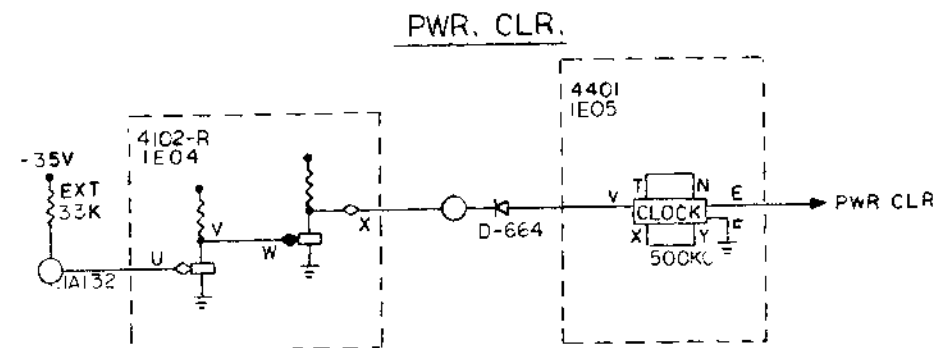 PWR. CLR.
4401
1E05
4102-R
1E04
-35V
EXT
33K
T N
V E
CLOCK
PWR CLR
V
W
X
D-664
X Y
500KC
U
1A132